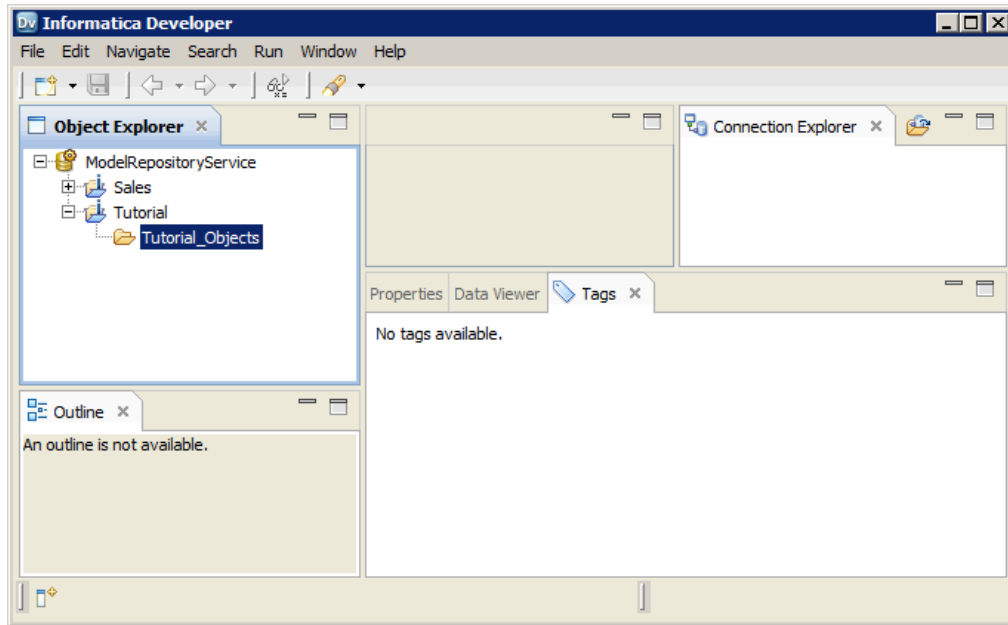 Dv Informatica Developer
File Edit Navigate Search Run Window Help
Object Explorer
Connection Explorer
ModelRepositoryService
Sales
Tutorial
Tutorial_Objects
Properties Data Viewer Tags
No tags available.
Outline
An outline is not available.